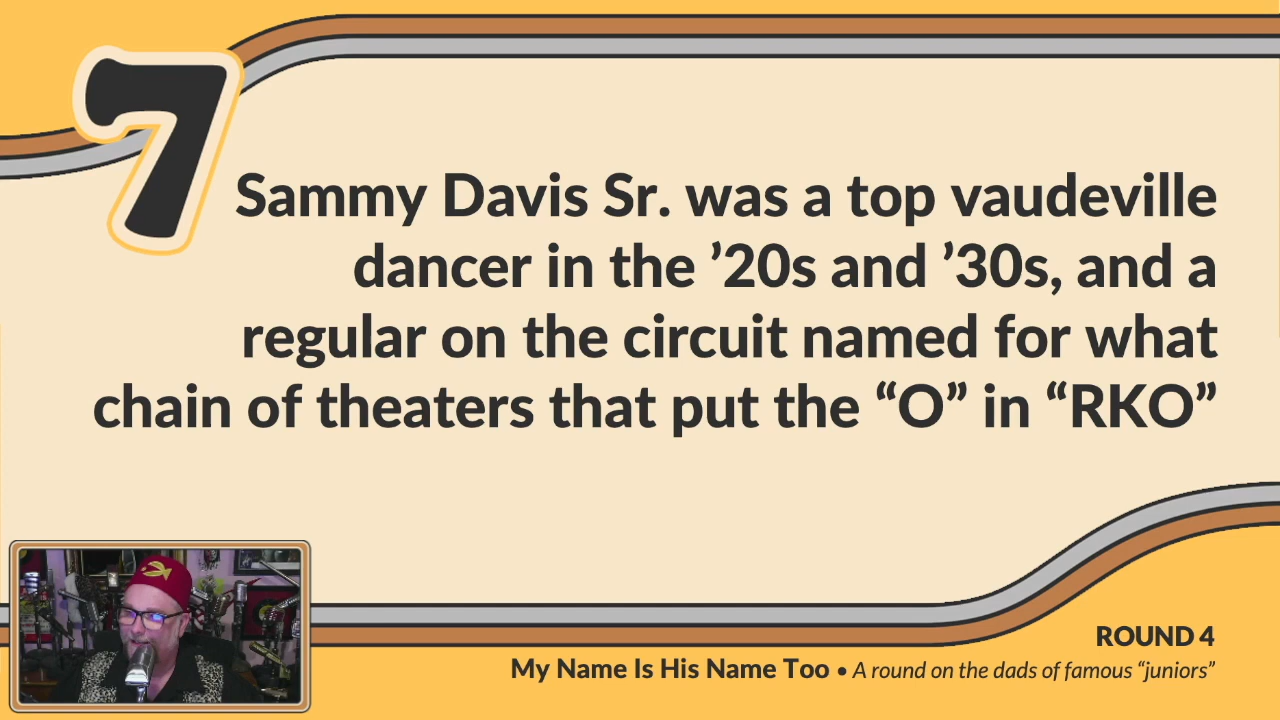 7
Sammy Davis Sr. was a top vaudeville
dancer in the ’20s and ’30s, and a
regular on the circuit named for what
chain of theaters that put the “O” in “RKO”
ROUND 4
My Name Is His Name Too • A round on the dads of famous “juniors”